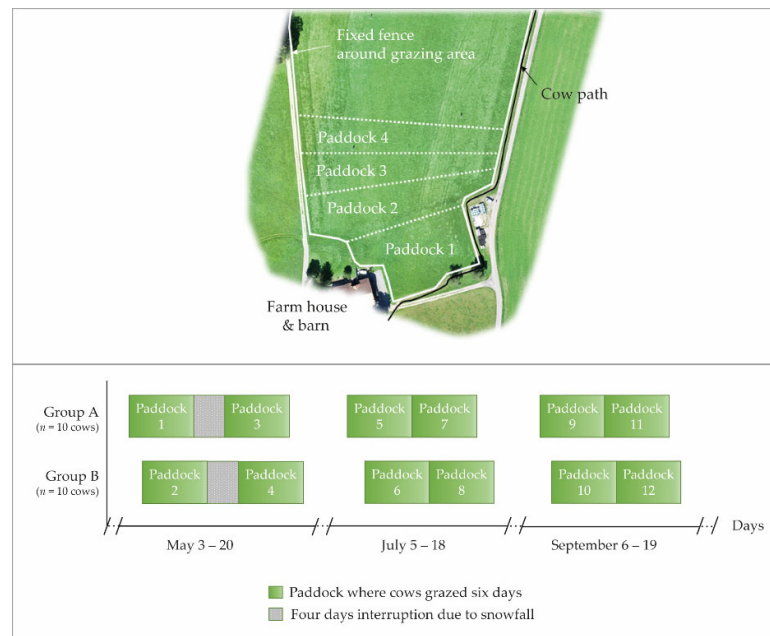 Fixed fence
around grazing area
Cow path
Paddock 4
Paddock 3
Paddock 2
Paddock 1
Farm house
& barn
Group A
(n = 10 cows)
Paddock
1
Paddock
3
Paddock
5
Paddock
7
Paddock
9
Paddock
11
Group B
(n = 10 cows)
Paddock
2
Paddock
4
Paddock
6
Paddock
8
Paddock
10
Paddock
12
Days
May 3 – 20
July 5 – 18
September 6 – 19
Paddock where cows grazed six days
Four days interruption due to snowfall